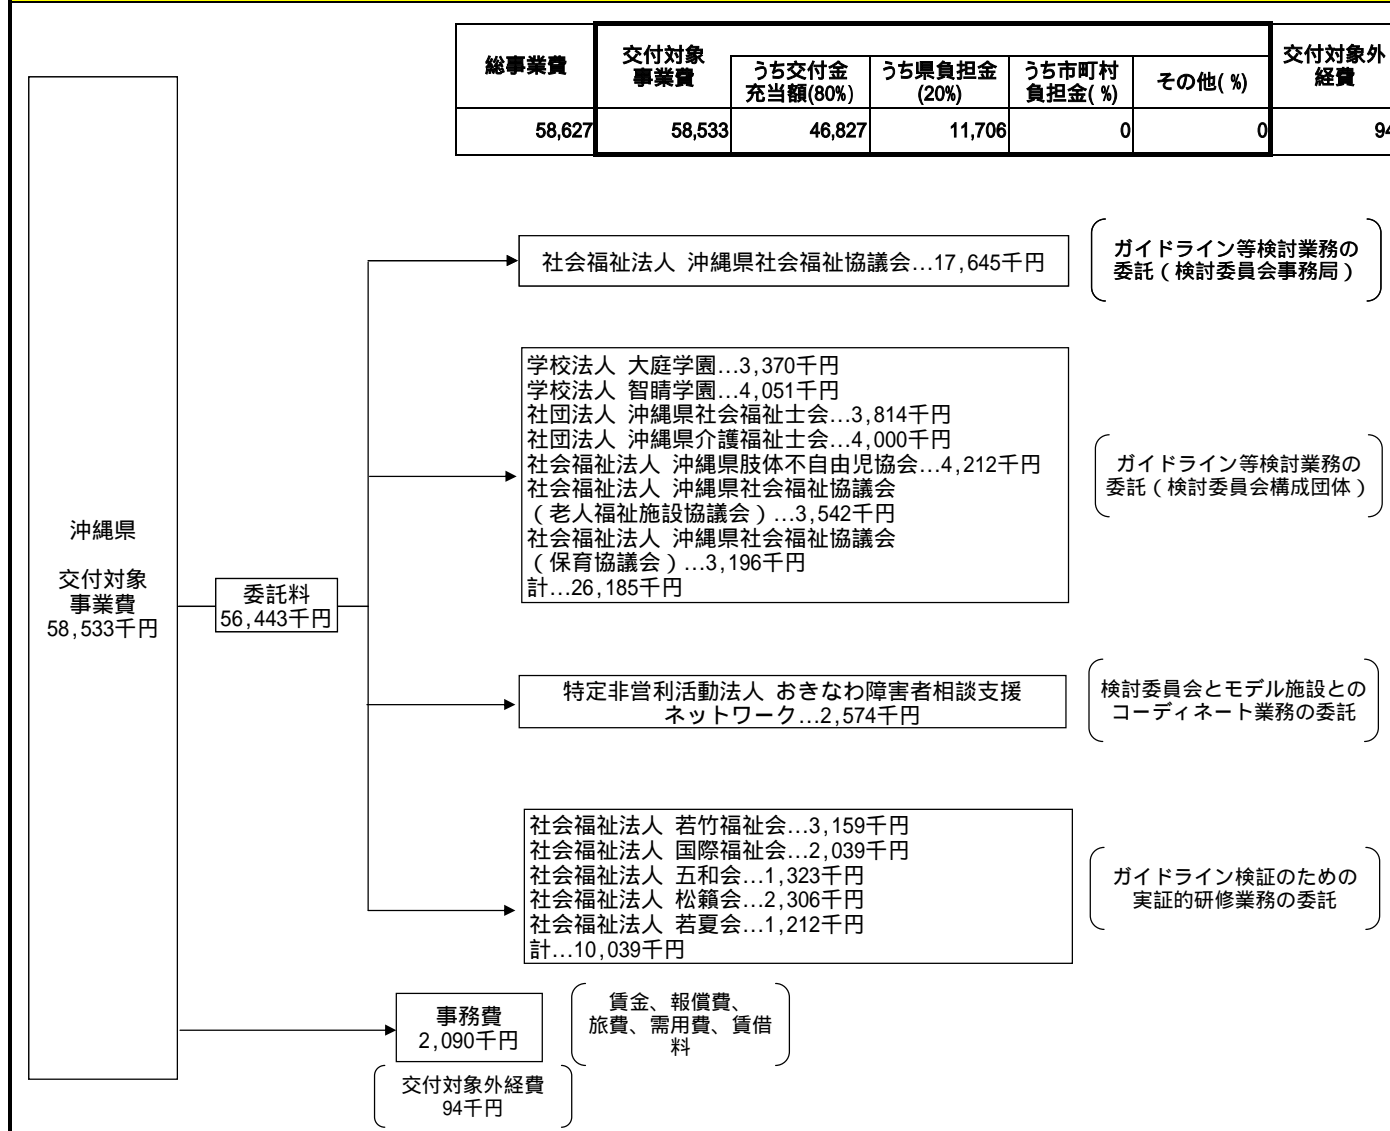 総事業費
交付対象
事業費
うち交付金
充当額(80%)
うち県負担金
(20%)
うち市町村
負担金( %)
その他( %)
交付対象外
経費
58,627 58,533 46,827 11,706 0 0 94
社会福祉法人 沖縄県社会福祉協議会...17,645千円
ガイドライン等検討業務の
委託(検討委員会事務局)
学校法人 大庭学園...3,370千円
学校法人 智晴学園...4,051千円
社団法人 沖縄県社会福祉士会...3,814千円
社団法人 沖縄県介護福祉士会...4,000千円
社会福祉法人 沖縄県肢体不自由児協会...4,212千円
社会福祉法人 沖縄県社会福祉協議会
(老人福祉施設協議会)...3,542千円
社会福祉法人 沖縄県社会福祉協議会
(保育協議会)...3,196千円
計...26,185千円
ガイドライン等検討業務の
委託(検討委員会構成団体)
沖縄県
交付対象
事業費
58,533千円
委託料
56,443千円
特定非営利活動法人 おきなわ障害者相談支援
ネットワーク...2,574千円
検討委員会とモデル施設との
コーディネート業務の委託
社会福祉法人 若竹福祉会...3,159千円
社会福祉法人 国際福祉会...2,039千円
社会福祉法人 五和会...1,323千円
社会福祉法人 松籟会...2,306千円
社会福祉法人 若夏会...1,212千円
計...10,039千円
ガイドライン検証のための
実証的研修業務の委託
事務費
2,090千円
賃金、報償費、
旅費、需用費、賃借
料
交付対象外経費
94千円